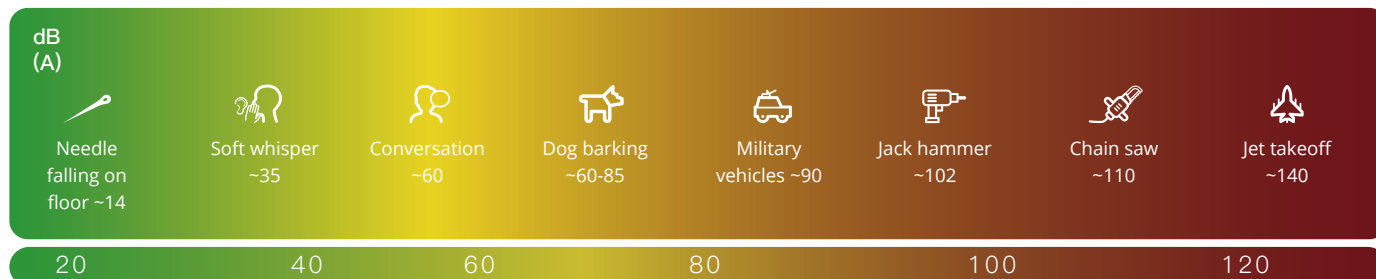 dB
(A)
Needle
falling on
floor ~14
Soft whisper
~35
Conversation
~60
Dog barking
~60-85
Military
vehicles ~90
Jack hammer
~102
Chain saw
~110
Jet takeoff
~140
20 40 60 80 100 120